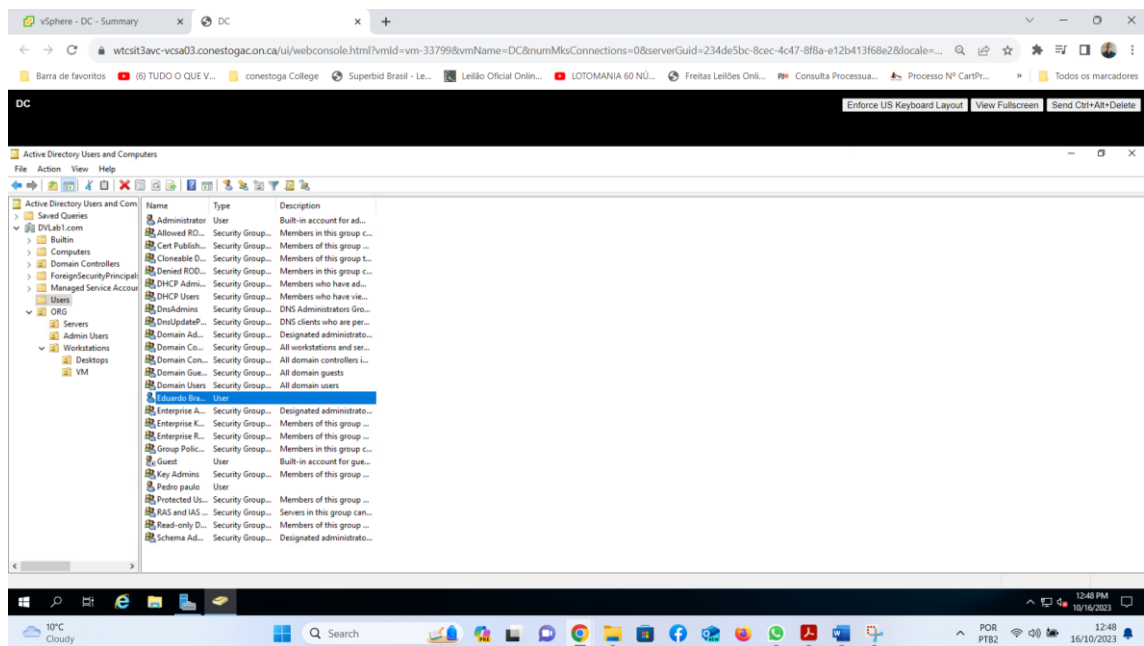 vSphere - DC - Summary
DC
wtcsit3avc-vcsa03.conestogac.on.ca/ui/webconsole.html?vmId=vm-33799&vmName=DC&numMksConnections=0&serverGuid=234de5bc-8cec-4c47-8f8a-e12b413f68e2&locale=...
Barra de favoritos (6) TUDO O QUE V... conestoga College Superbid Brasil - Le... Leilão Oficial Onlin... LOTOMANIA 60 NÚ... Freitas Leilões Onli... Consulta Processua... Processo Nº CartPr... » Todos os marcadores
DC Enforce US Keyboard Layout View Fullscreen Send Ctrl+Alt+Delete
Active Directory Users and Computers
File Action View Help
Active Directory Users and Com
Saved Queries
DVLab1.com
Builtin
Computers
Domain Controllers
ForeignSecurityPrincipals
Managed Service Accour
Users
ORG
Servers
Admin Users
Workstations
Desktops
VM
Name Type Description
Administrator User Built-in account for ad...
Allowed RO... Security Group... Members in this group c...
Cert Publish... Security Group... Members of this group ...
Cloneable D... Security Group... Members of this group t...
Denied ROD... Security Group... Members in this group c...
DHCP Admi... Security Group... Members who have ad...
DHCP Users Security Group... Members who have vie...
DnsAdmins Security Group... DNS Administrators Gro...
DnsUpdateP... Security Group... DNS clients who are per...
Domain Ad... Security Group... Designated administrato...
Domain Co... Security Group... All workstations and ser...
Domain Con... Security Group... All domain controllers i...
Domain Gue... Security Group... All domain guests
Domain Users Security Group... All domain users
Eduardo Bra... User
Enterprise A... Security Group... Designated administrato...
Enterprise K... Security Group... Members of this group ...
Enterprise R... Security Group... Members of this group ...
Group Polic... Security Group... Members in this group c...
Guest User Built-in account for gue...
Key Admins Security Group... Members of this group ...
Pedro paulo User
Protected Us... Security Group... Members of this group ...
RAS and IAS ... Security Group... Servers in this group can...
Read-only D... Security Group... Members of this group ...
Schema Ad... Security Group... Designated administrato...
12:48 PM
10/16/2023
10°C
Cloudy
Search
POR
PTB2
12:48
16/10/2023